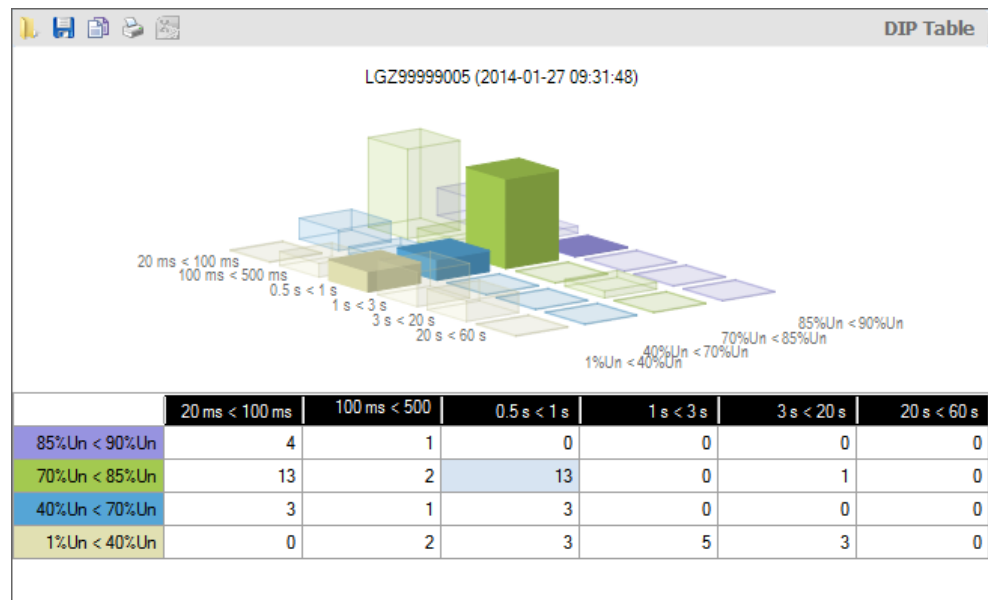 DIP Table
LGZ99999005 (2014-01-27 09:31:48)
20 ms < 100 ms
100 ms < 500 ms
0.5 s < 1 s
1 s < 3 s
3 s < 20 s
20 s < 60 s
85%Un < 90%Un
70%Un < 85%Un
40%Un < 70%Un
1%Un < 40%Un
20 ms < 100 ms 100 ms < 500 0.5 s < 1 s 1 s < 3 s 3 s < 20 s 20 s < 60 s
85%Un < 90%Un 4 1 0 0 0 0
70%Un < 85%Un 13 2 13 0 1 0
40%Un < 70%Un 3 1 3 0 0 0
1%Un < 40%Un 0 2 3 5 3 0